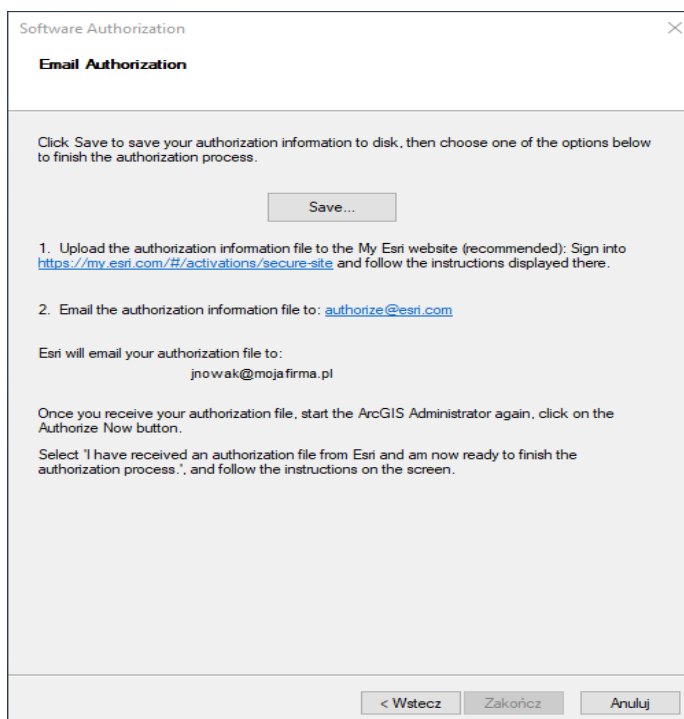 Software Authorization
Email Authorization
Click Save to save your authorization information to disk, then choose one of the options below
to finish the authorization process.
Save...
1. Upload the authorization information file to the My Esri website (recommended): Sign into
https://my.esri.com/#/activations/secure-site and follow the instructions displayed there.
2. Email the authorization information file to: authorize@esri.com
Esri will email your authorization file to:
jnowak@mojafirma.pl
Once you receive your authorization file, start the ArcGIS Administrator again, click on the
Authorize Now button.
Select 'I have received an authorization file from Esri and am now ready to finish the
authorization process.', and follow the instructions on the screen.
< Wstecz Zakończ Anuluj